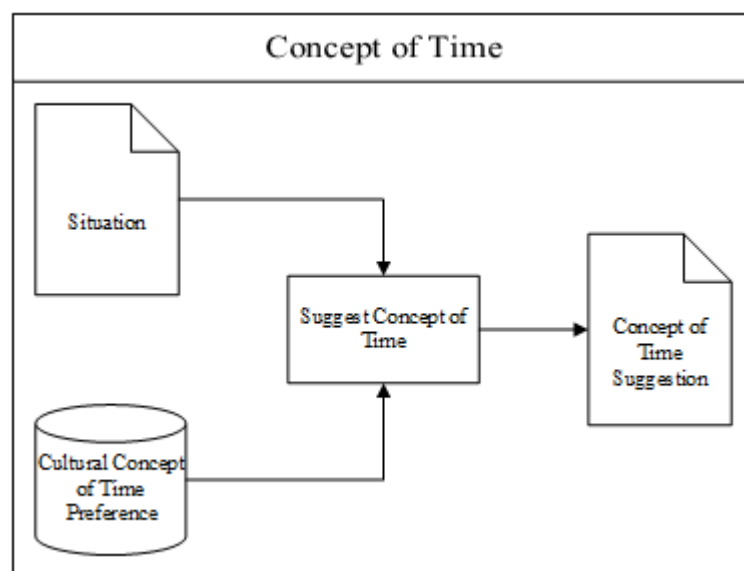 Concept of Time
Situation
Suggest Concept of
Time
Concept of
Time
Suggestion
Cultural Concept
of Time
Preference